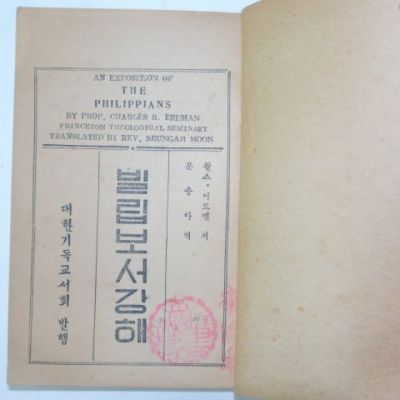 AN EXPOSITION OF
THE
PHILIPPIANS
BY PROF. CHARLES R. ERDMAN
PRINCETON THEOLOGICAL SEMINARY
TRANSLATED BY REV. SEUNGAH MOON
촬스·어드맨 저
문승아 역
빌립보서강해
대한기독교서회 발행